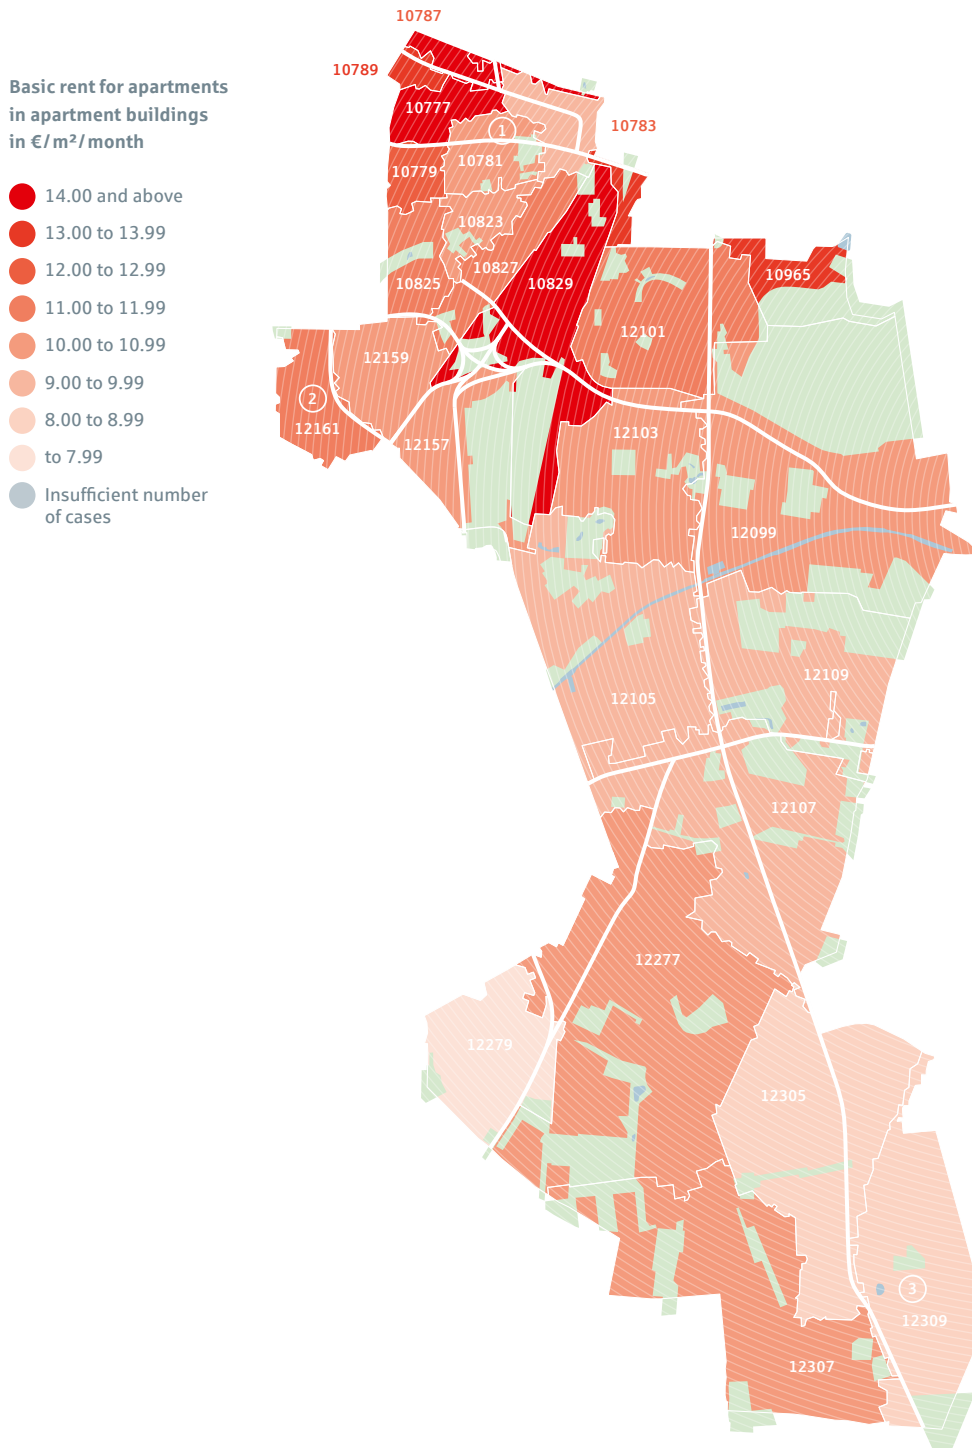 10787
10789
Basic rent for apartments
in apartment buildings
in €/m²/month
14.00 and above
13.00 to 13.99
12.00 to 12.99
11.00 to 11.99
10.00 to 10.99
9.00 to 9.99
8.00 to 8.99
to 7.99
Insufficient number
of cases
10777
1
10783
10781
10779
10823
10827
10825
10829
10965
12101
12159
2
12161
12157
12103
12099
12105
12109
12107
12277
12279
12305
3
12309
12307